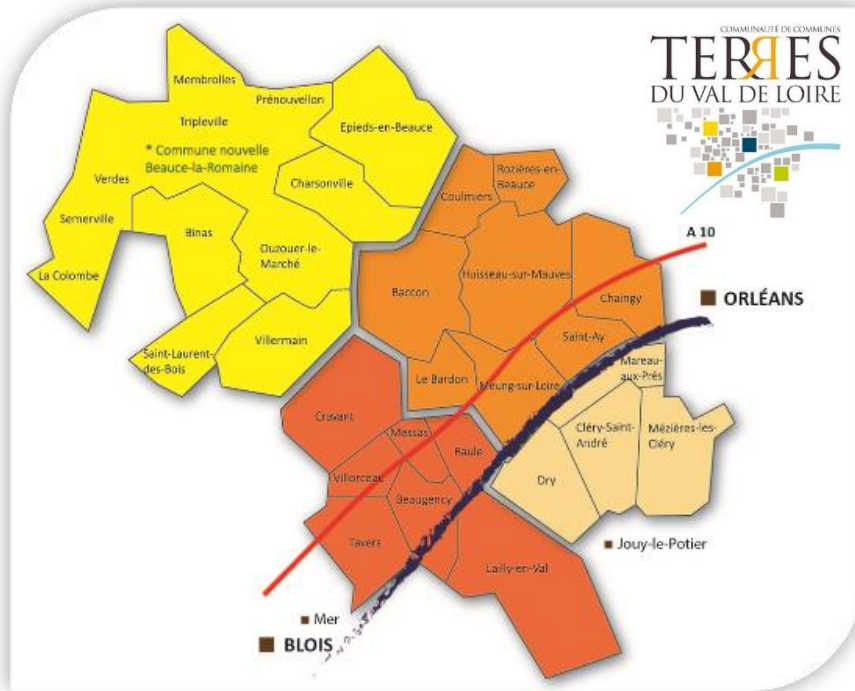 COMMUNAUTÉ DE COMMUNES
TERRES
DU VAL DE LOIRE
Membrolles
Prénouvellon
Tripleville
Epieds-en-Beauce
* Commune nouvelle
Beauce-la-Romaine
Verdes
Charsonville
Rozières-en-
Beauce
Coulmiers
Semerville
Binas
Ouzouer-le-
Marché
A 10
La Colombe
Huisseau-sur-Mauves
Baccon
Chaingy
ORLÉANS
Villermain
Saint-Ay
Saint-Laurent-
des-Bois
Mareau-
aux-Prés
Le Bardon
Meung-sur-Loire
Cravant
Messas
Cléry-Saint-
André
Mézières-les-
Cléry
Baule
Villorceau
Dry
Beaugency
Tavers
Jouy-le-Potier
Lailly-en-Val
Mer
BLOIS